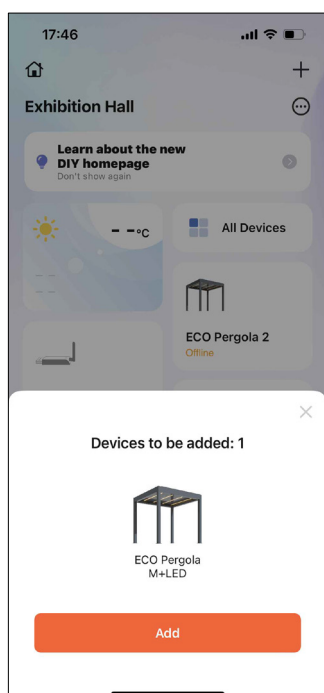 17:46
Exhibition Hall
Learn about the new
DIY homepage
Don't show again
– –°C
All Devices
ECO Pergola 2
Offline
Devices to be added: 1
ECO Pergola
M+LED
Add